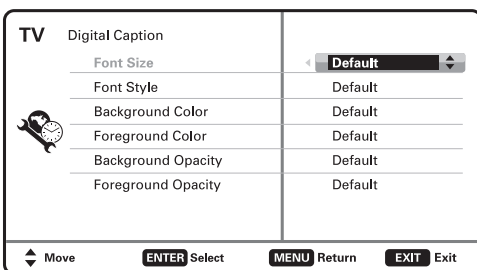 TV Digital Caption
Font Size Default
Font Style Default
Background Color Default
Foreground Color Default
Background Opacity Default
Foreground Opacity Default
Move ENTER Select MENU Return EXIT Exit